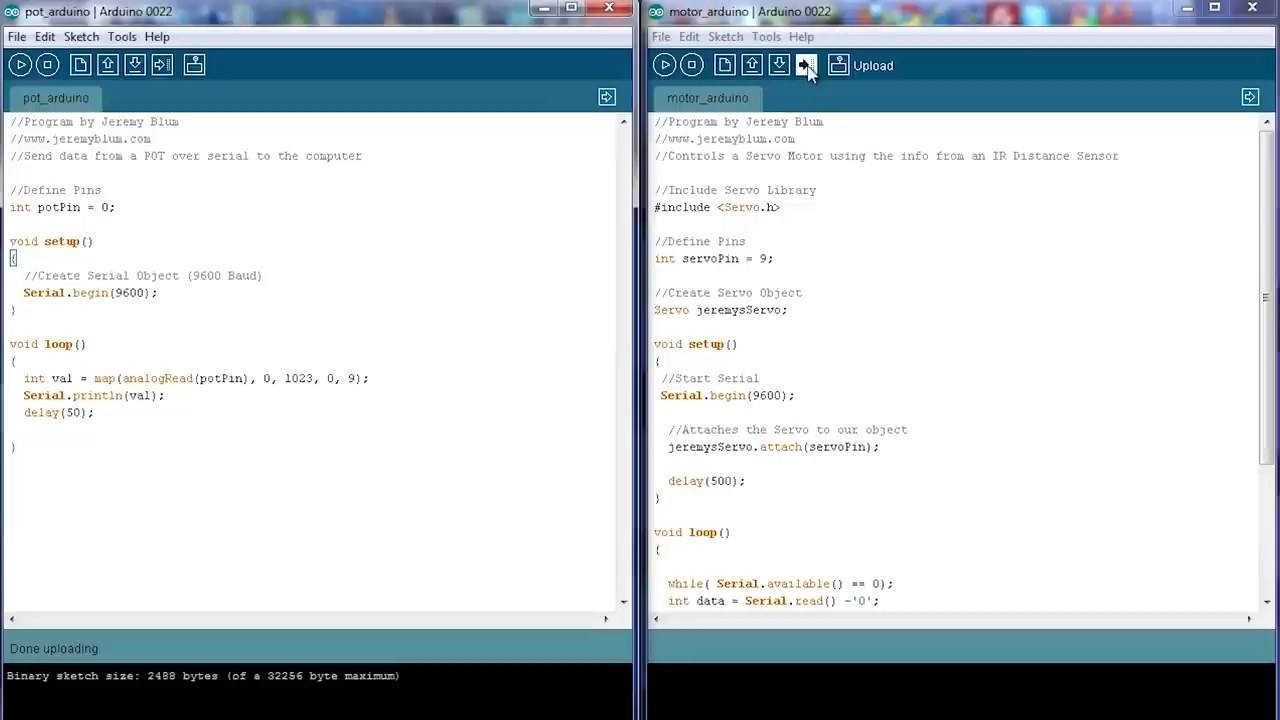 pot_arduino | Arduino 0022
File Edit Sketch Tools Help
pot_arduino
//Program by Jeremy Blum
//www.jeremyblum.com
//Send data from a POT over serial to the computer
//Define Pins
int potPin = 0;
void setup()
{
//Create Serial Object (9600 Baud)
Serial.begin(9600);
}
void loop()
{
int val = map(analogRead(potPin), 0, 1023, 0, 9);
Serial.println(val);
delay(50);
}
Done uploading.
Binary sketch size: 2488 bytes (of a 32256 byte maximum)
motor_arduino | Arduino 0022
File Edit Sketch Tools Help
Upload
motor_arduino
//Program by Jeremy Blum
//www.jeremyblum.com
//Controls a Servo Motor using the info from an IR Distance Sensor
//Include Servo Library
#include <Servo.h>
//Define Pins
int servoPin = 9;
//Create Servo Object
Servo jeremysServo;
void setup()
{
//Start Serial
Serial.begin(9600);
//Attaches the Servo to our object
jeremysServo.attach(servoPin);
delay(500);
}
void loop()
{
while( Serial.available() == 0);
int data = Serial.read() -'0';